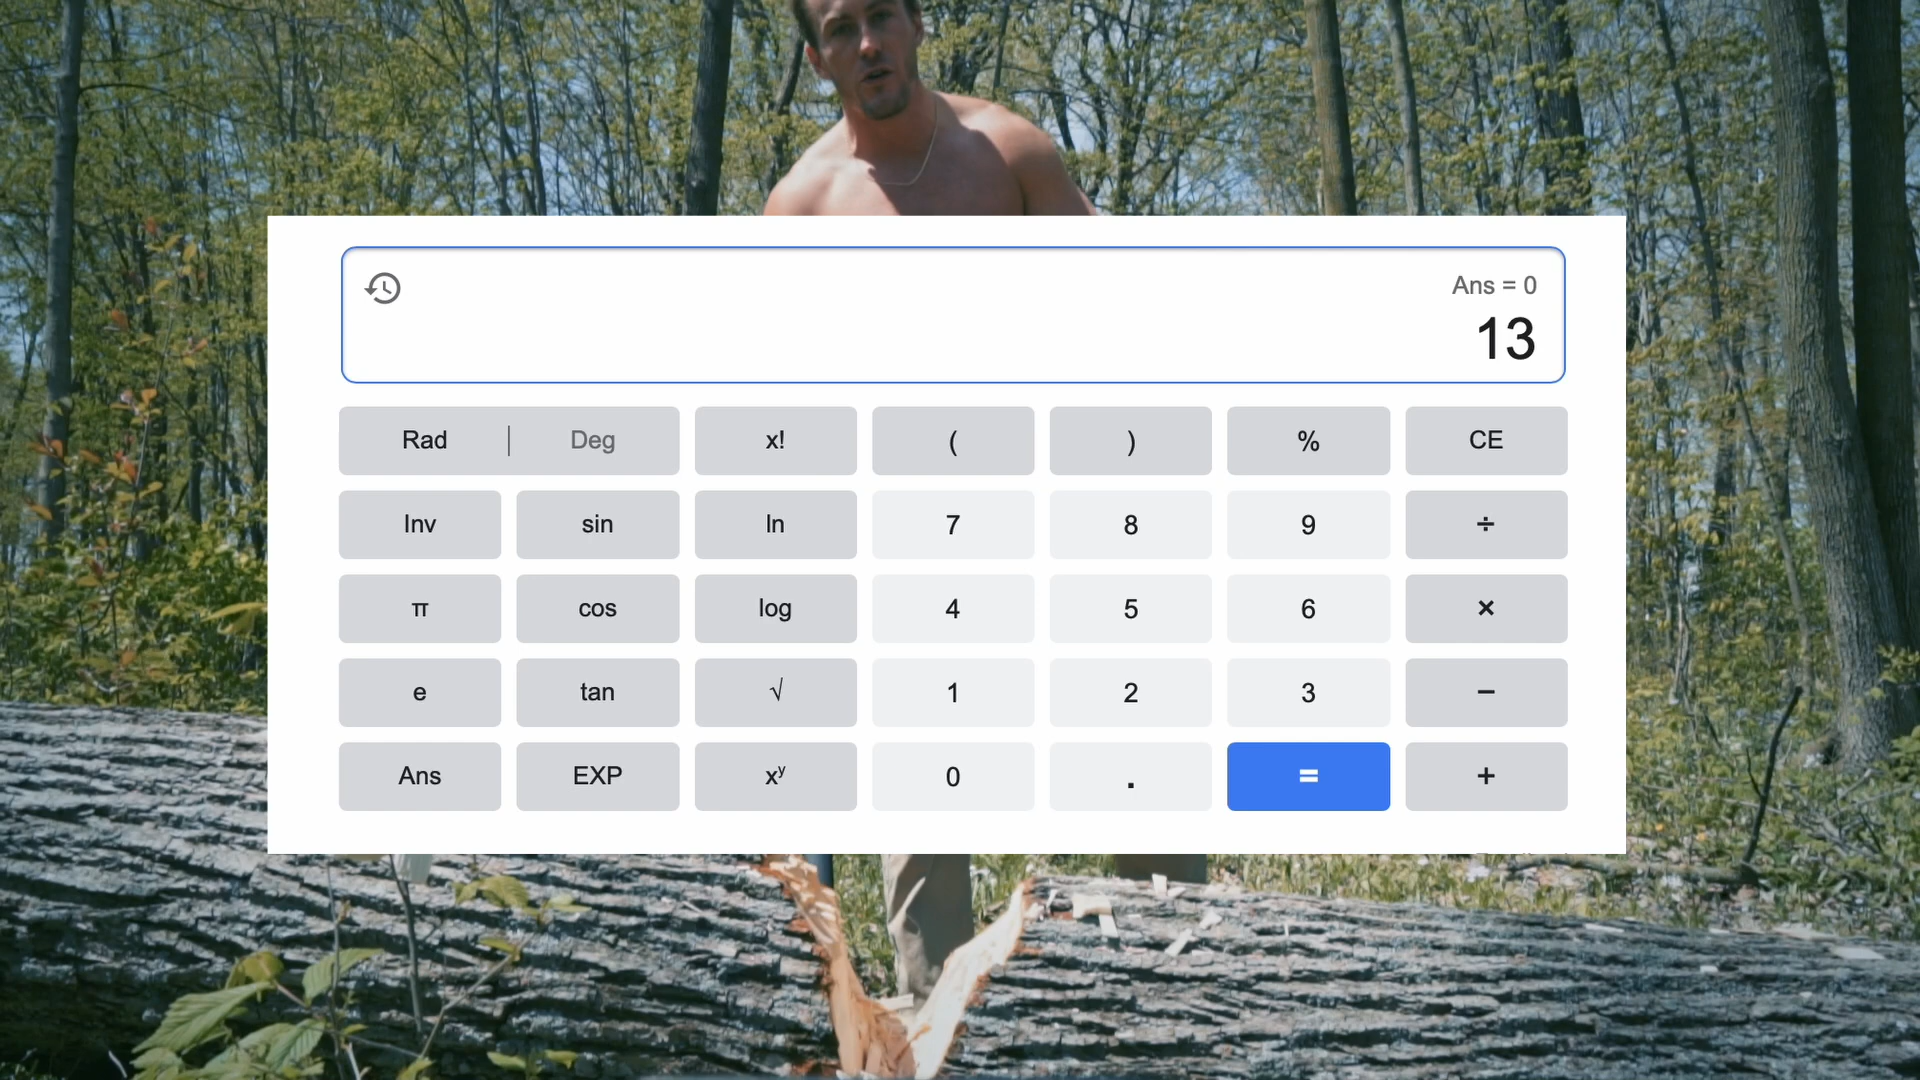 Ans = 0
13
Rad | Deg x! ( ) % CE
Inv sin ln 7 8 9 ÷
π cos log 4 5 6 ×
e tan √ 1 2 3 −
Ans EXP xʸ 0 . = +